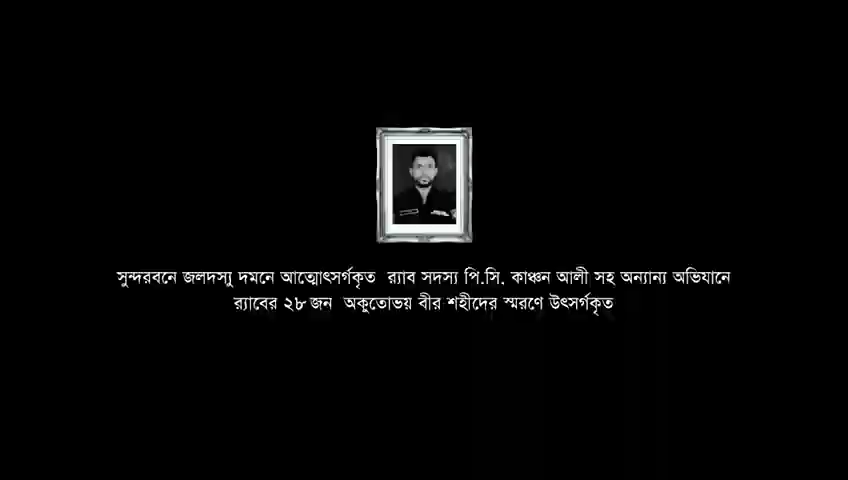 সুন্দরবনে জলদস্যু দমনে আত্মোৎসর্গকৃত র‍্যাব সদস্য পি.সি. কাঞ্চন আলী সহ অন্যান্য অভিযানে
র‍্যাবের ২৮ জন অকুতোভয় বীর শহীদের স্মরণে উৎসর্গকৃত